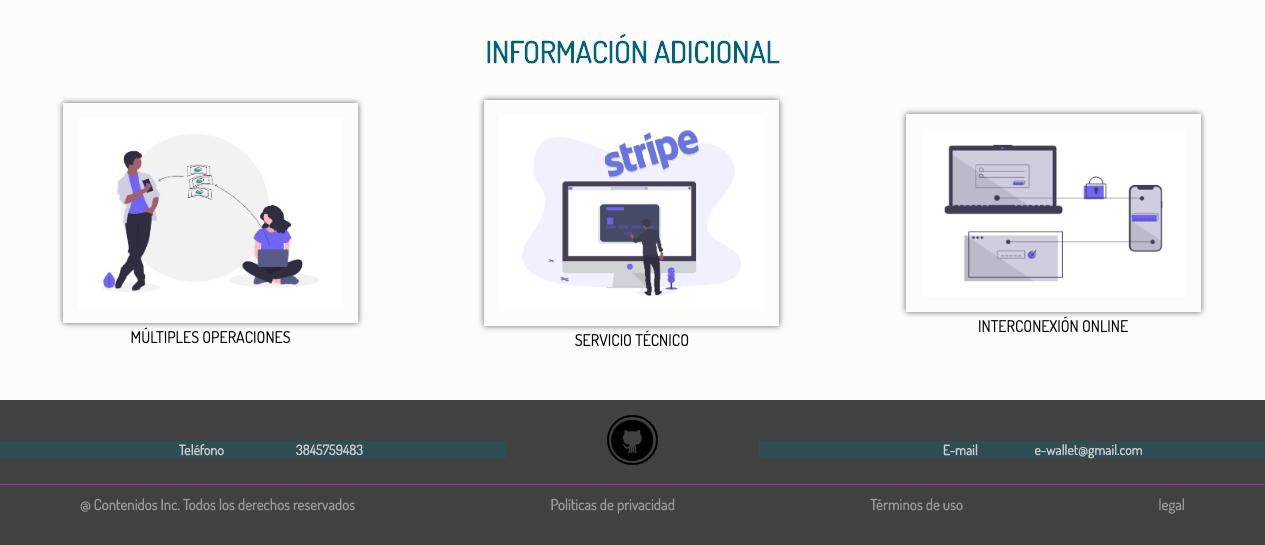 INFORMACIÓN ADICIONAL
stripe
MÚLTIPLES OPERACIONES
SERVICIO TÉCNICO
INTERCONEXIÓN ONLINE
Teléfono 3845759483 E-mail e-wallet@gmail.com
@ Contenidos Inc. Todos los derechos reservados Políticas de privacidad Términos de uso legal